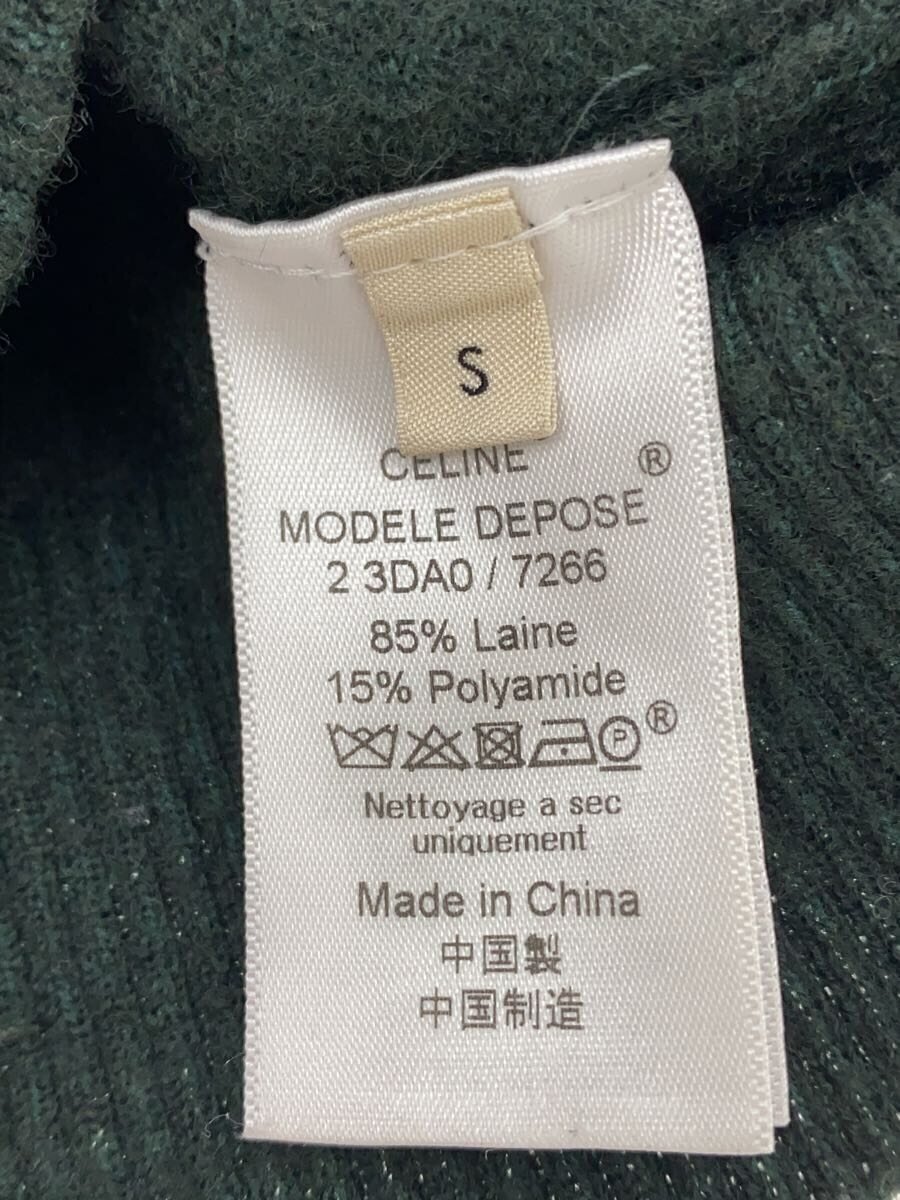 S
CELINE
®
MODELE DEPOSE
2 3DA0 / 7266
85% Laine
15% Polyamide
P ®
Nettoyage a sec
uniquement
Made in China
中国製
中国制造